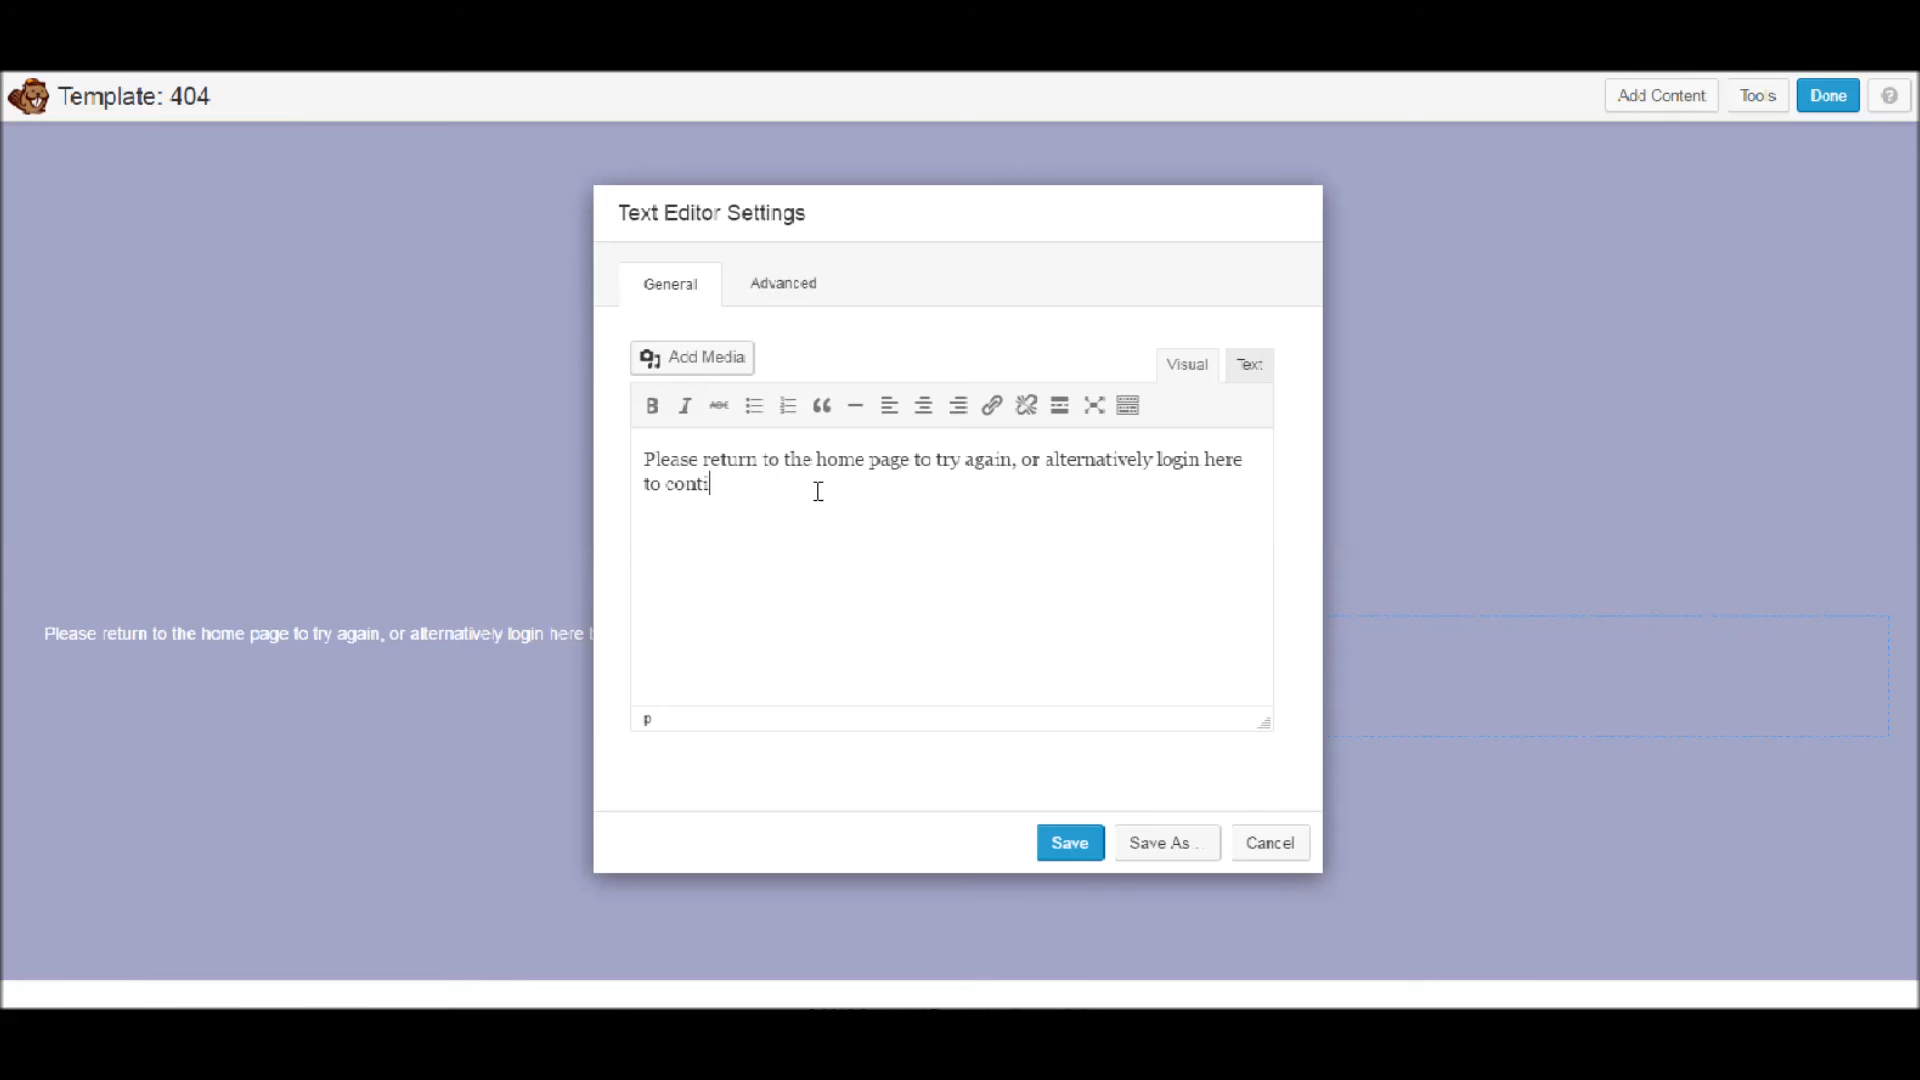 Template: 404
Add Content
Tools
Done
Text Editor Settings
General
Advanced
Add Media
Visual
Text
B I ABC
Please return to the home page to try again, or alternatively login here
to conti
Please return to the home page to try again, or alternatively login here
p
Save
Save As...
Cancel